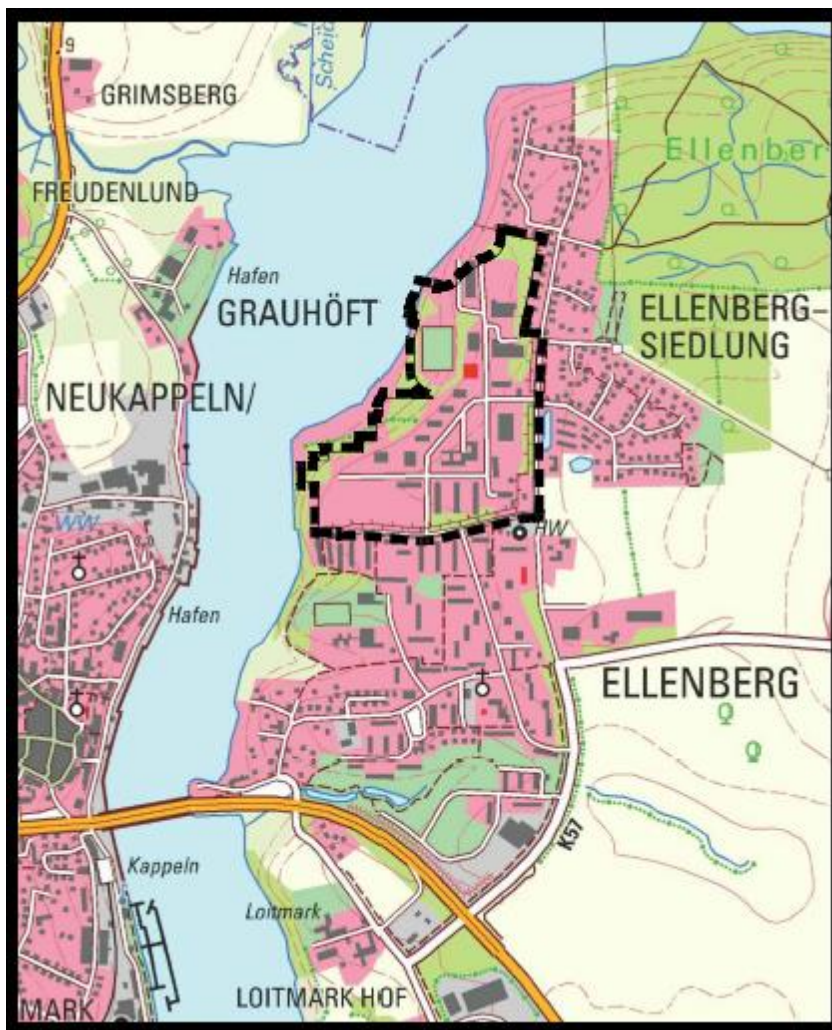 9
Scheid
GRIMSBERG
FREUDENLUND
Ellenber
Hafen
GRAUHÖFT
ELLENBERG-
SIEDLUNG
NEUKAPPELN/
WW
HW
Hafen
ELLENBERG
K57
Kappeln
Loitmark
LOITMARK HOF
MARK